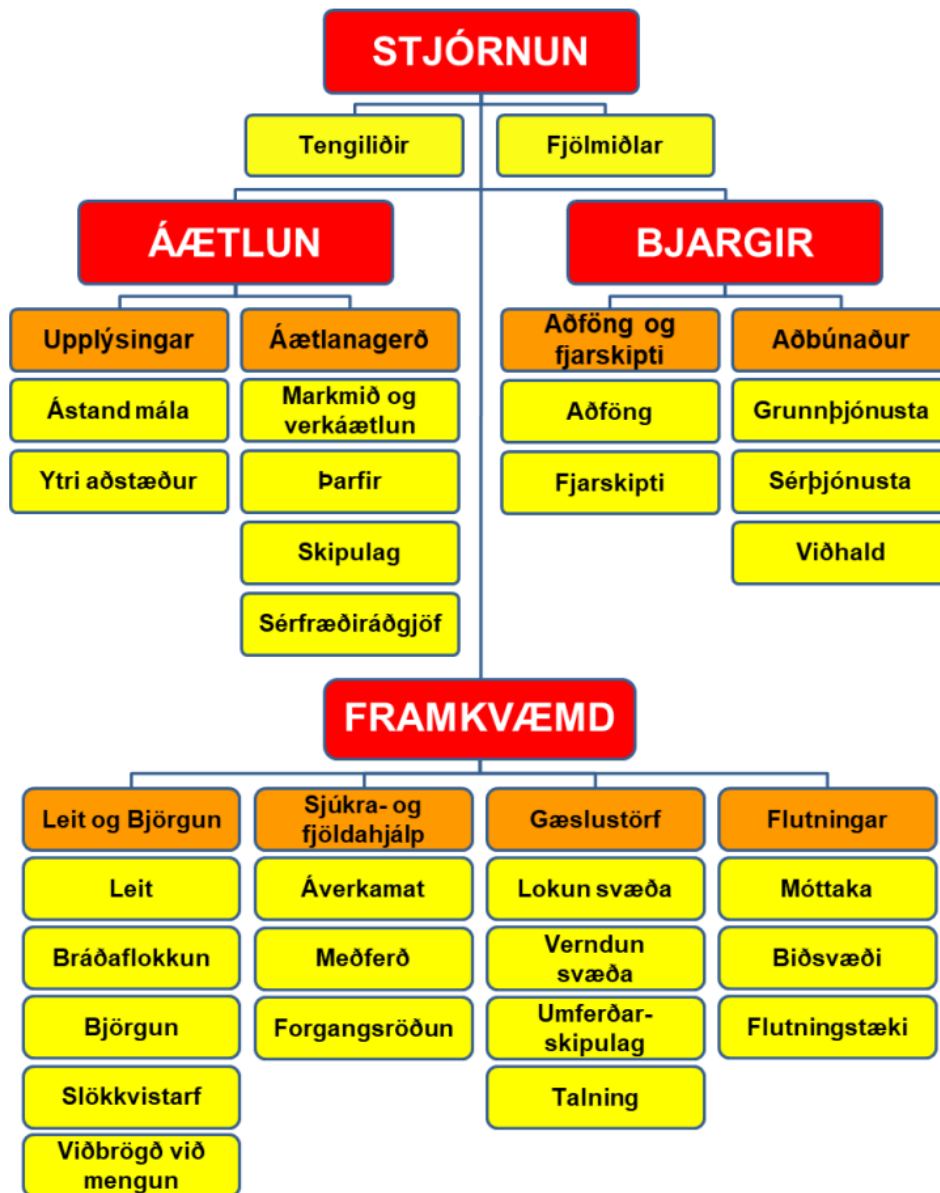 STJÓRNUN
Tengiliðir
Fjölmiðlar
ÁÆTLUN
BJARGIR
Upplýsingar
Áætlanagerð
Aðföng og
fjarskipti
Aðbúnaður
Ástand mála
Markmið og
verkáætlun
Aðföng
Grunnþjónusta
Ytri aðstæður
Þarfir
Fjarskipti
Sérþjónusta
Skipulag
Viðhald
Sérfræðiráðgjöf
FRAMKVÆMD
Leit og Björgun
Sjúkra- og
fjöldahjálp
Gæslustörf
Flutningar
Leit
Áverkamat
Lokun svæða
Móttaka
Bráðaflokkun
Meðferð
Verndun
svæða
Biðsvæði
Björgun
Forgangsröðun
Umferðar-
skipulag
Flutningstæki
Slökkvistarf
Talning
Viðbrögð við
mengun